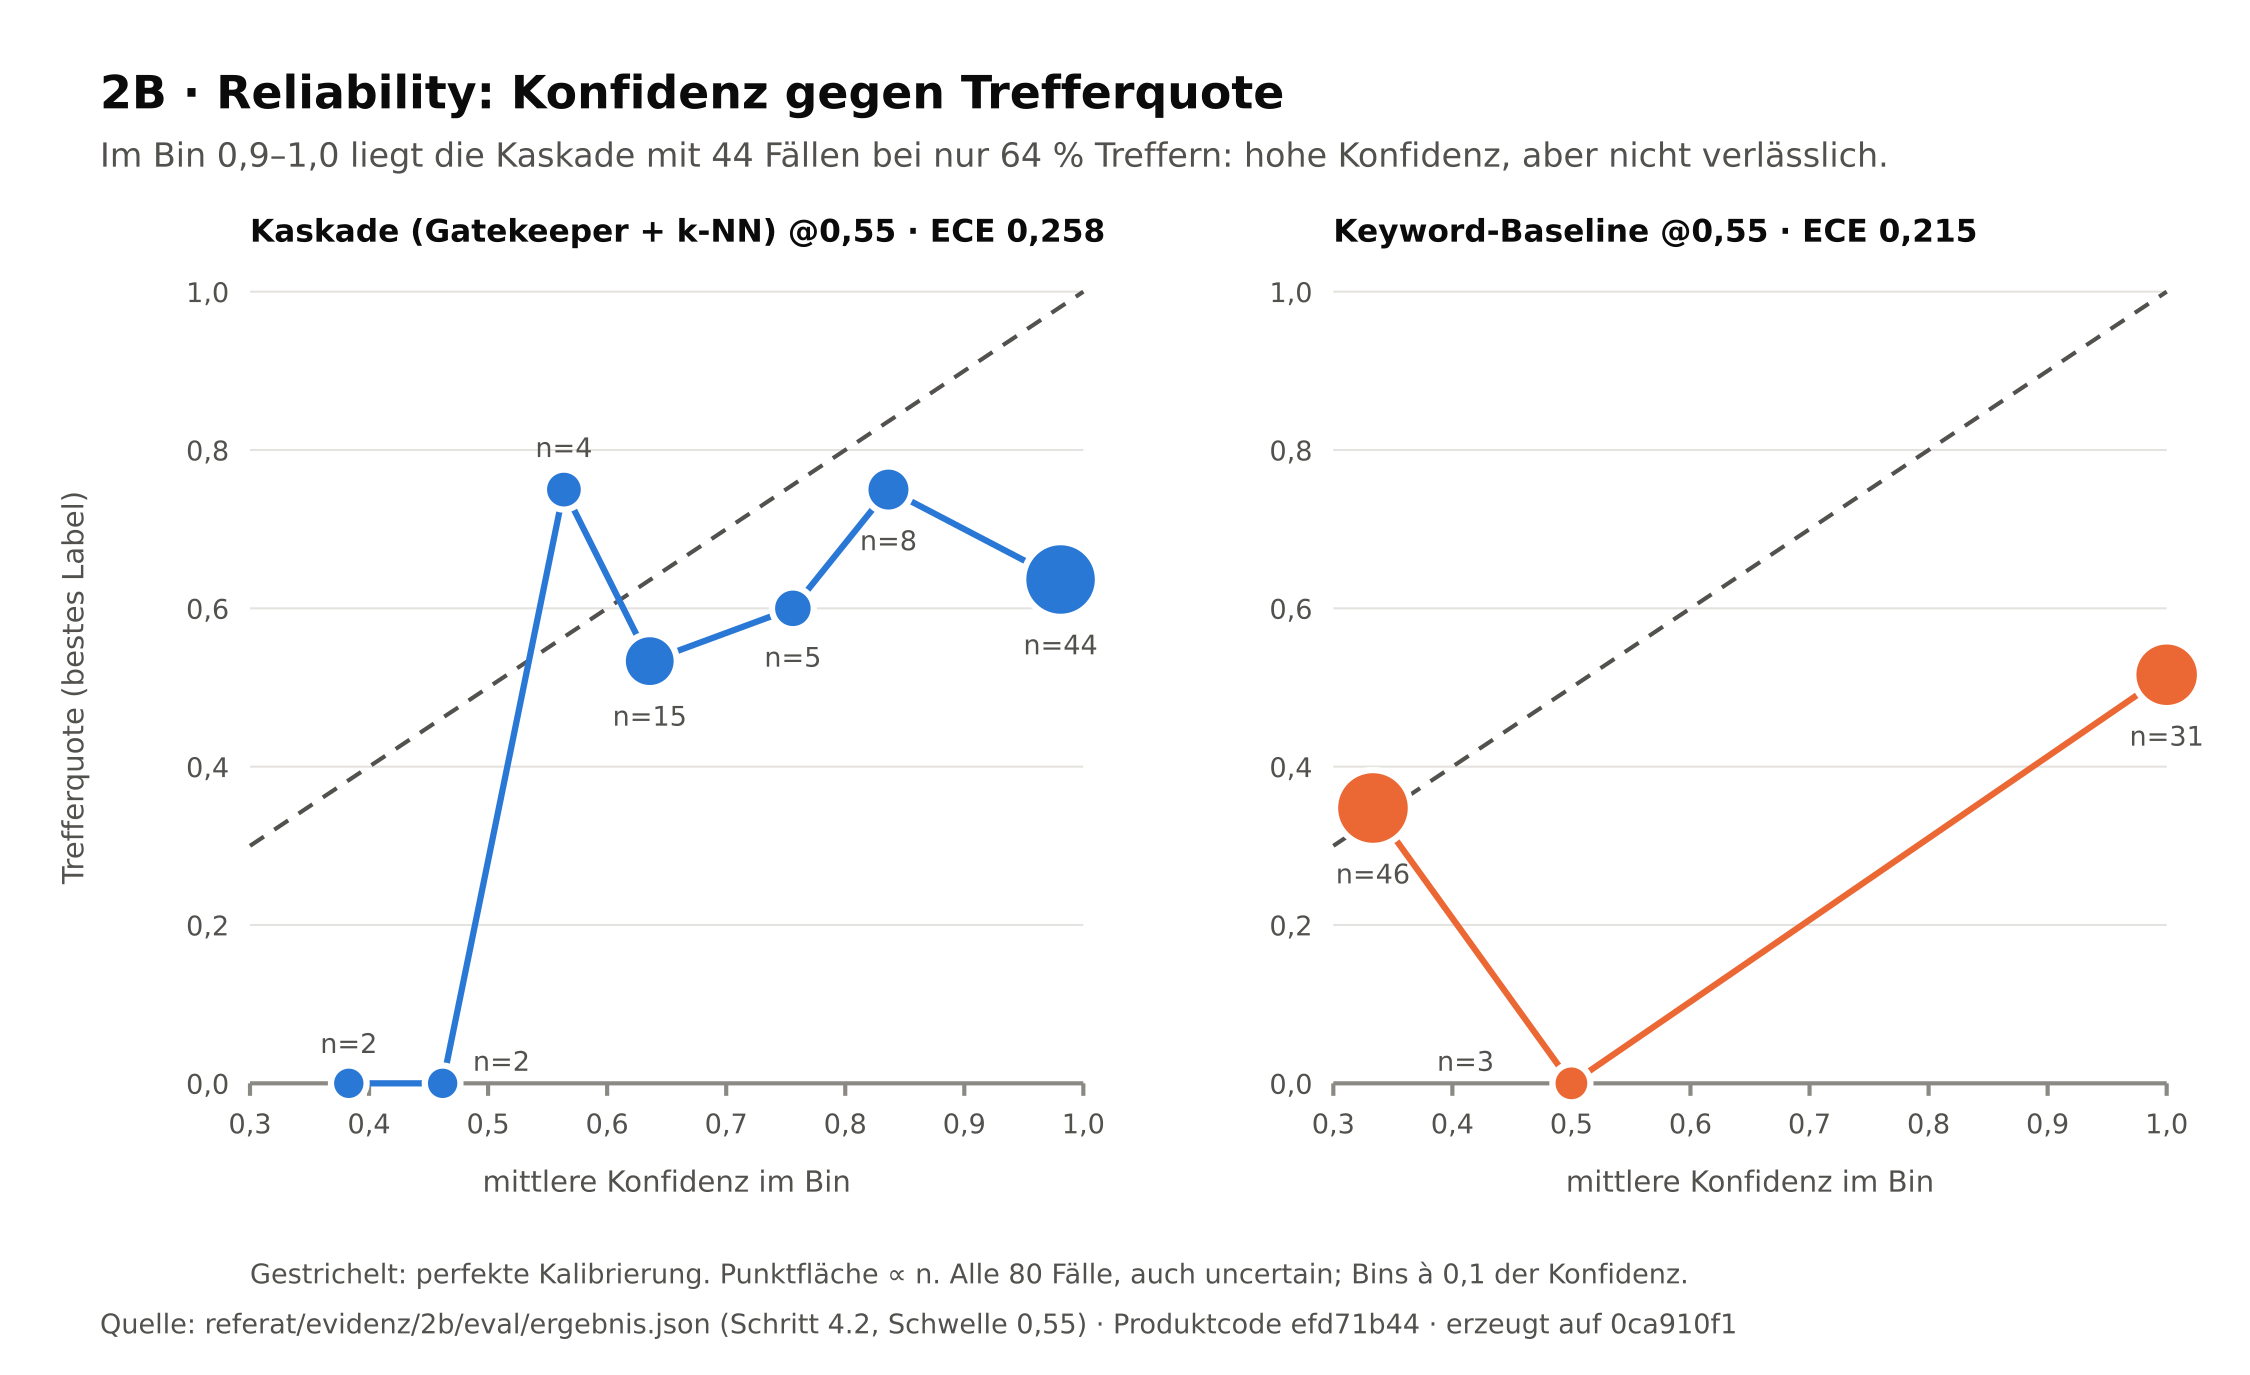 2B · Reliability: Konfidenz gegen Trefferquote
Im Bin 0,9–1,0 liegt die Kaskade mit 44 Fällen bei nur 64 % Treffern: hohe Konfidenz, aber nicht verlässlich.
Kaskade (Gatekeeper + k-NN) @0,55 · ECE 0,258
Trefferquote (bestes Label)
1,0
0,8
0,6
0,4
0,2
0,0
n=2
n=2
n=4
n=15
n=5
n=8
n=44
0,3 0,4 0,5 0,6 0,7 0,8 0,9 1,0
mittlere Konfidenz im Bin
Keyword-Baseline @0,55 · ECE 0,215
1,0
0,8
0,6
0,4
0,2
0,0
n=46
n=3
n=31
0,3 0,4 0,5 0,6 0,7 0,8 0,9 1,0
mittlere Konfidenz im Bin
Gestrichelt: perfekte Kalibrierung. Punktfläche ∝ n. Alle 80 Fälle, auch uncertain; Bins à 0,1 der Konfidenz.
Quelle: referat/evidenz/2b/eval/ergebnis.json (Schritt 4.2, Schwelle 0,55) · Produktcode efd71b44 · erzeugt auf 0ca910f1